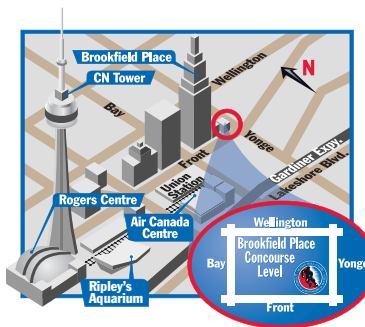 Brookfield Place
CN Tower
Wellington
N
Bay
Yonge
Front
Gardiner Expy.
Lakeshore Blvd.
Union
Station
Rogers Centre
Air Canada
Centre
Ripley's
Aquarium
Wellington
Brookfield Place
Concourse
Level
Bay
Yonge
Front